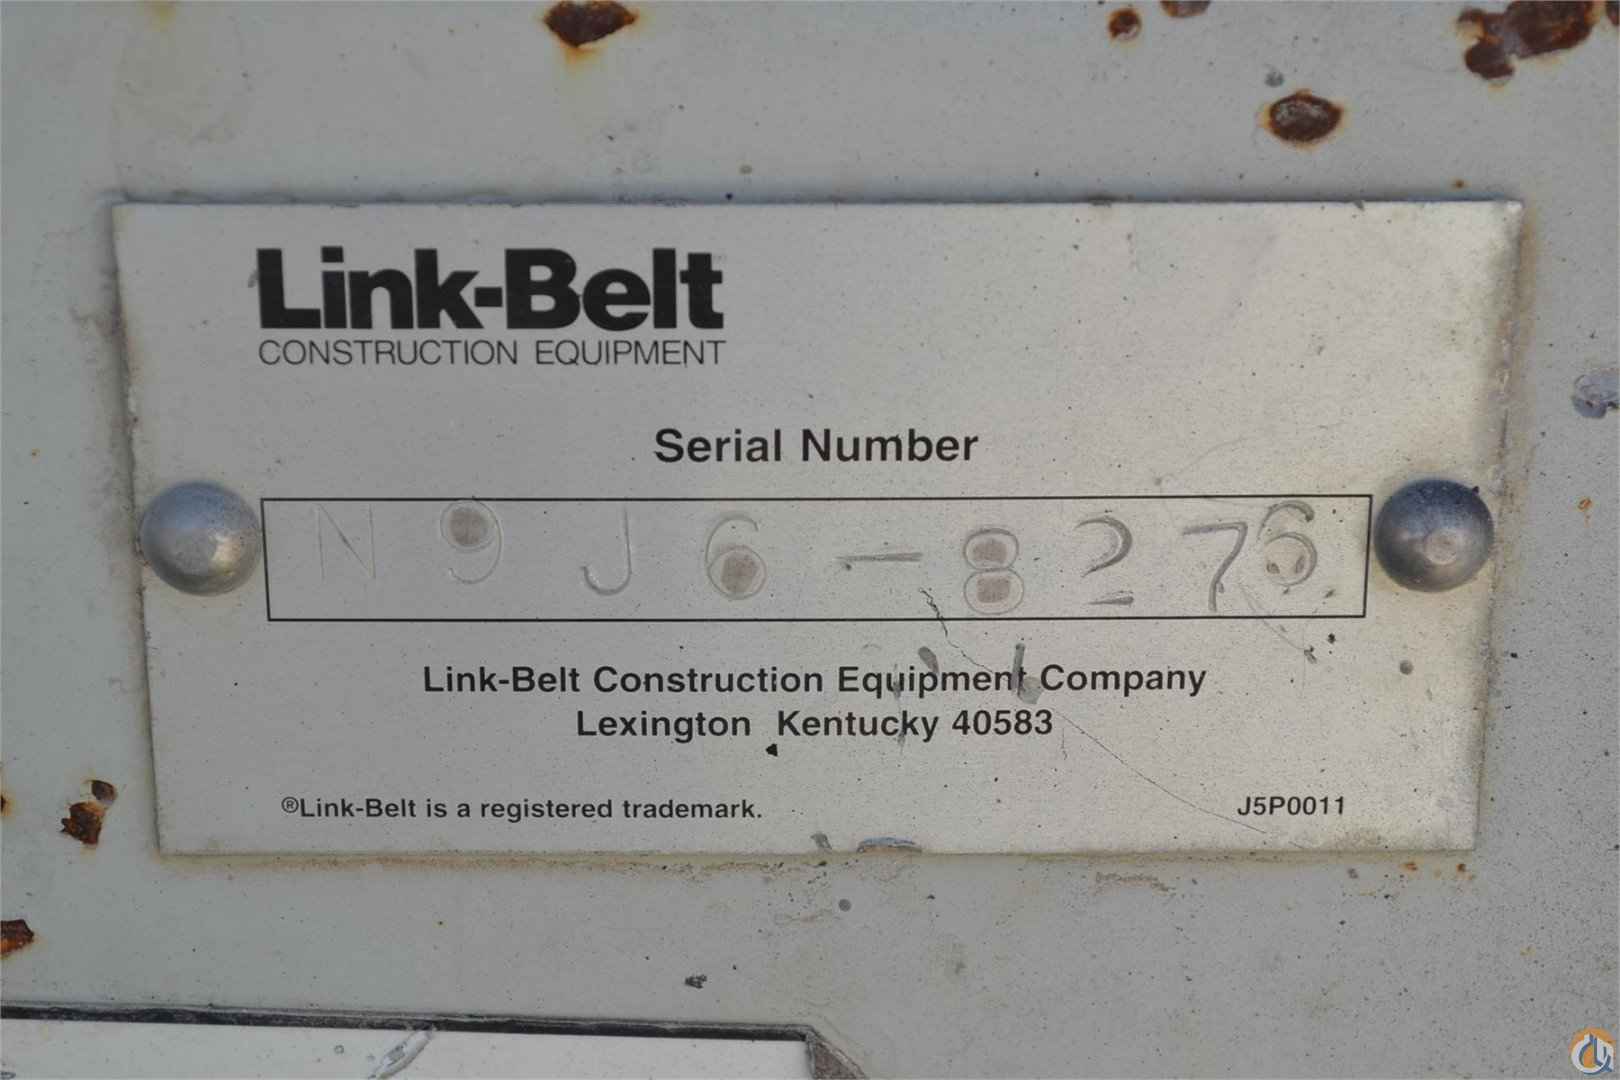 Link-Belt
CONSTRUCTION EQUIPMENT
Serial Number
N9J6-8276
Link-Belt Construction Equipment Company
Lexington Kentucky 40583
®Link-Belt is a registered trademark.
J5P0011